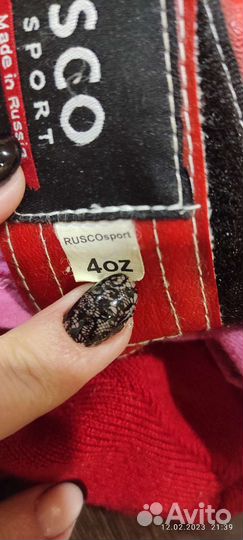 SCO
SPORT
Made in Russia
RUSCOsport
4OZ
Avito
12.02.2023 21:39